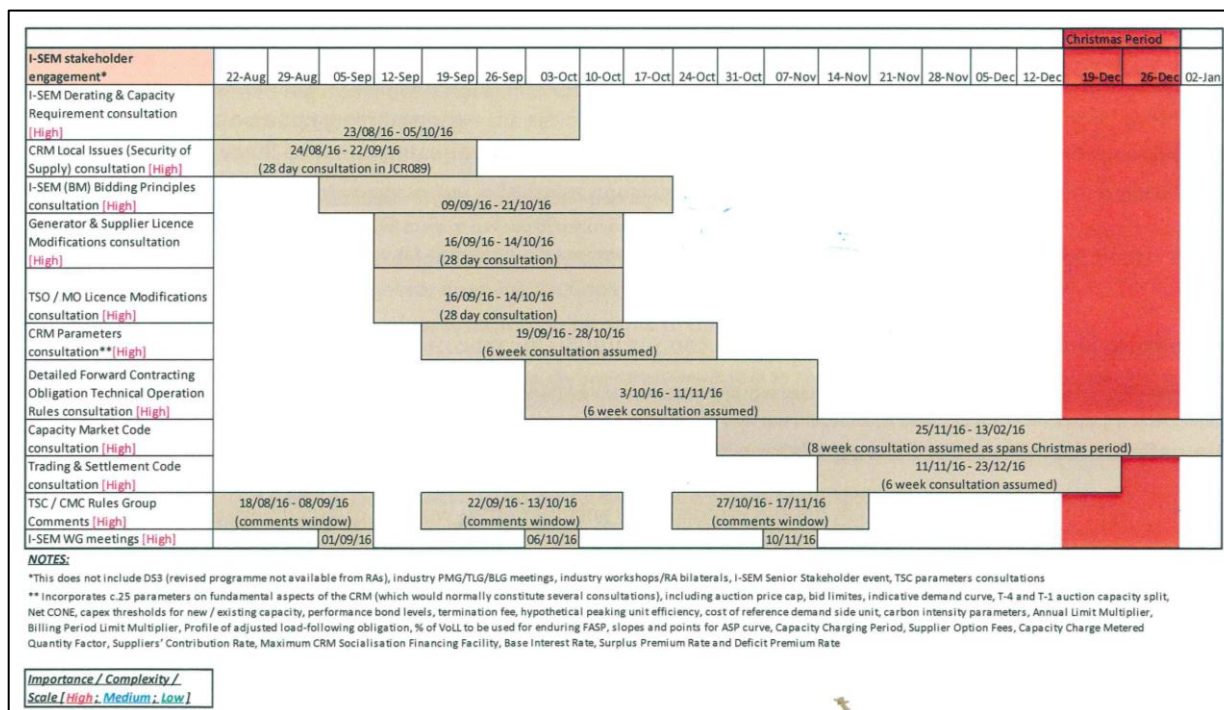 Christmas Period
I-SEM stakeholder
engagement*
22-Aug 29-Aug 05-Sep 12-Sep 19-Sep 26-Sep 03-Oct 10-Oct 17-Oct 24-Oct 31-Oct 07-Nov 14-Nov 21-Nov 28-Nov 05-Dec 12-Dec 19-Dec 26-Dec 02-Jan
I-SEM Derating & Capacity
Requirement consultation
[High]
23/08/16 - 05/10/16
CRM Local Issues (Security of
Supply) consultation [High]
24/08/16 - 22/09/16
(28 day consultation in JCR089)
I-SEM (BM) Bidding Principles
consultation [High]
09/09/16 - 21/10/16
Generator & Supplier Licence
Modifications consultation
[High]
16/09/16 - 14/10/16
(28 day consultation)
TSO / MO Licence Modifications
consultation [High]
16/09/16 - 14/10/16
(28 day consultation)
CRM Parameters
consultation**[High]
19/09/16 - 28/10/16
(6 week consultation assumed)
Detailed Forward Contracting
Obligation Technical Operation
Rules consultation [High]
3/10/16 - 11/11/16
(6 week consultation assumed)
Capacity Market Code
consultation [High]
25/11/16 - 13/02/16
(8 week consultation assumed as spans Christmas period)
Trading & Settlement Code
consultation [High]
11/11/16 - 23/12/16
(6 week consultation assumed)
TSC / CMC Rules Group
Comments [High]
18/08/16 - 08/09/16
(comments window)
22/09/16 - 13/10/16
(comments window)
27/10/16 - 17/11/16
(comments window)
I-SEM WG meetings [High]
01/09/16
06/10/16
10/11/16
NOTES:
*This does not include DS3 (revised programme not available from RAs), industry PMG/TLG/BLG meetings, industry workshops/RA bilaterals, I-SEM Senior Stakeholder event, TSC parameters consultations
** Incorporates c.25 parameters on fundamental aspects of the CRM (which would normally constitute several consultations), including auction price cap, bid limites, indicative demand curve, T-4 and T-1 auction capacity split,
Net CONE, capex thresholds for new / existing capacity, performance bond levels, termination fee, hypothetical peaking unit efficiency, cost of reference demand side unit, carbon intensity parameters, Annual Limit Multiplier,
Billing Period Limit Multiplier, Profile of adjusted load-following obligation, % of VoLL to be used for enduring FASP, slopes and points for ASP curve, Capacity Charging Period, Supplier Option Fees, Capacity Charge Metered
Quantity Factor, Suppliers' Contribution Rate, Maximum CRM Socialisation Financing Facility, Base Interest Rate, Surplus Premium Rate and Deficit Premium Rate
Importance / Complexity /
Scale [High; Medium; Low]